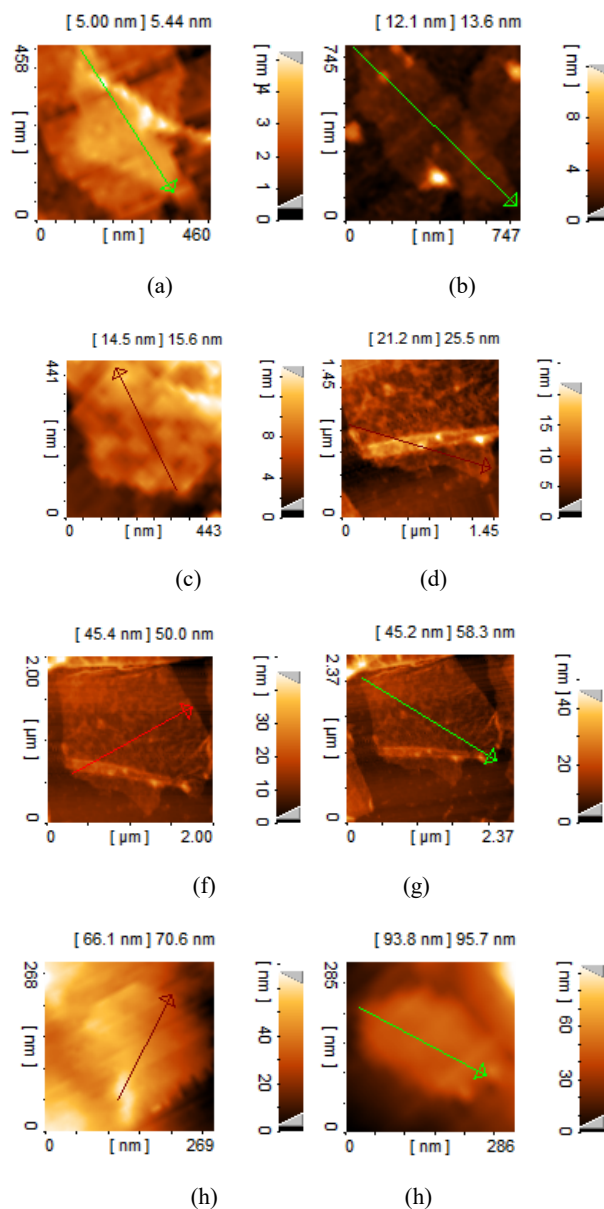 [ 5.00 nm ] 5.44 nm
458
[ nm ]
0
0
[ nm ]
460
[ nm ]
4
3
2
1
0
(a)
[ 12.1 nm ] 13.6 nm
745
[ nm ]
0
0
[ nm ]
747
[ nm ]
8
4
0
(b)
[ 14.5 nm ] 15.6 nm
441
[ nm ]
0
0
[ nm ]
443
[ nm ]
8
4
0
(c)
[ 21.2 nm ] 25.5 nm
1.45
[ µm ]
0
0
[ µm ]
1.45
[ nm ]
15
10
5
0
(d)
[ 45.4 nm ] 50.0 nm
2.00
[ µm ]
0
0
[ µm ]
2.00
[ nm ]
30
20
10
0
(f)
[ 45.2 nm ] 58.3 nm
2.37
[ µm ]
0
0
[ µm ]
2.37
[ nm ]
40
20
0
(g)
[ 66.1 nm ] 70.6 nm
268
[ nm ]
0
0
[ nm ]
269
[ nm ]
40
20
0
(h)
[ 93.8 nm ] 95.7 nm
285
[ nm ]
0
0
[ nm ]
286
[ nm ]
60
30
0
(h)